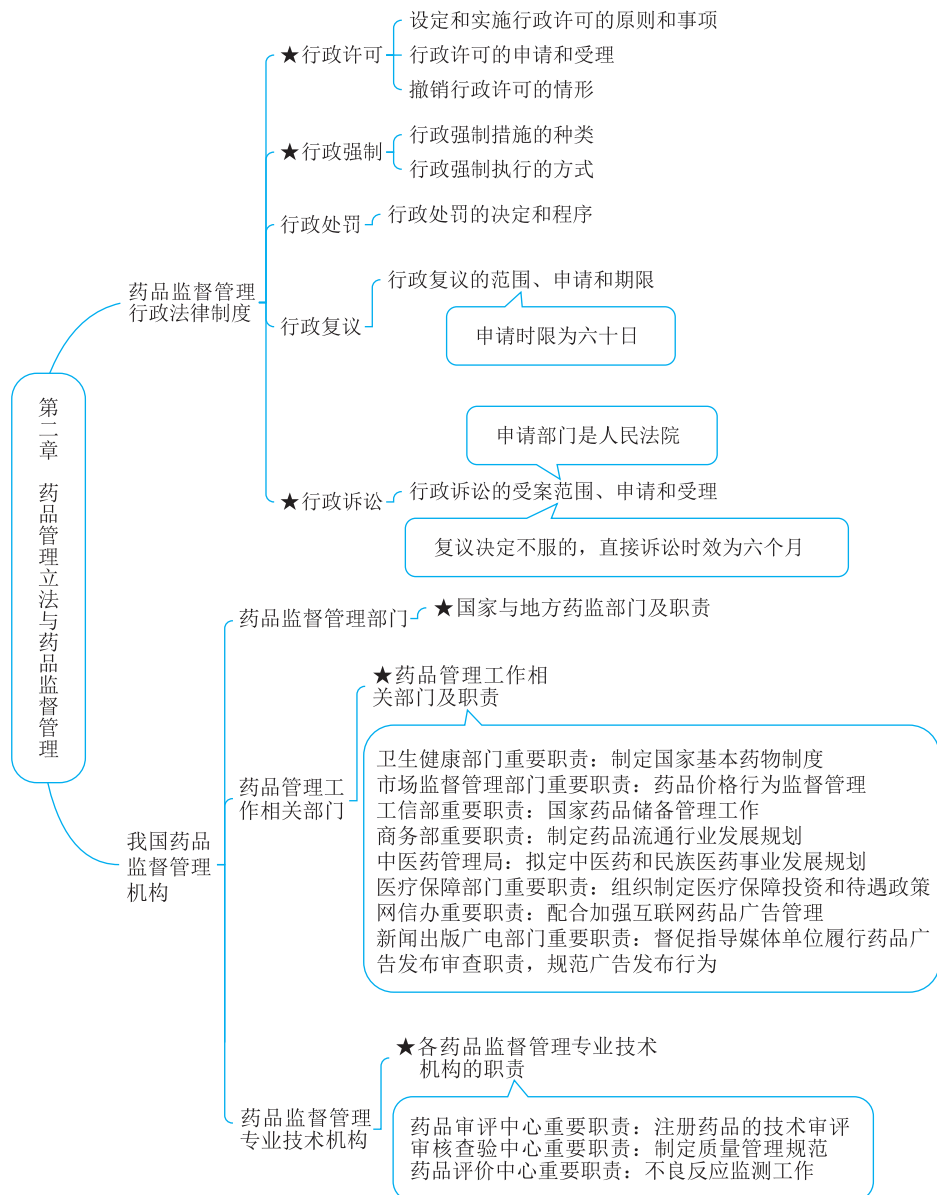 第二章 药品管理立法与药品监督管理
药品监督管理
行政法律制度
★行政许可
设定和实施行政许可的原则和事项
行政许可的申请和受理
撤销行政许可的情形
★行政强制
行政强制措施的种类
行政强制执行的方式
行政处罚
行政处罚的决定和程序
行政复议
行政复议的范围、申请和期限
申请时限为六十日
申请部门是人民法院
★行政诉讼
行政诉讼的受案范围、申请和受理
复议决定不服的，直接诉讼时效为六个月
我国药品
监督管理
机构
药品监督管理部门
★国家与地方药监部门及职责
药品管理工
作相关部门
★药品管理工作相
关部门及职责
卫生健康部门重要职责：制定国家基本药物制度
市场监督管理部门重要职责：药品价格行为监督管理
工信部重要职责：国家药品储备管理工作
商务部重要职责：制定药品流通行业发展规划
中医药管理局：拟定中医药和民族医药事业发展规划
医疗保障部门重要职责：组织制定医疗保障投资和待遇政策
网信办重要职责：配合加强互联网药品广告管理
新闻出版广电部门重要职责：督促指导媒体单位履行药品广
告发布审查职责，规范广告发布行为
药品监督管理
专业技术机构
★各药品监督管理专业技术
机构的职责
药品审评中心重要职责：注册药品的技术审评
审核查验中心重要职责：制定质量管理规范
药品评价中心重要职责：不良反应监测工作